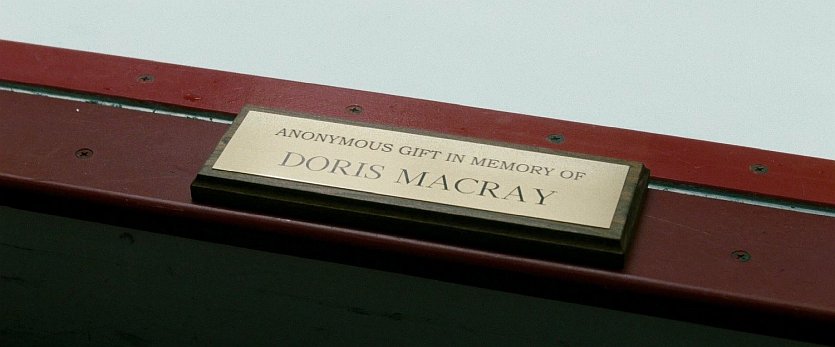 ANONYMOUS GIFT IN MEMORY OF
DORIS MACRAY